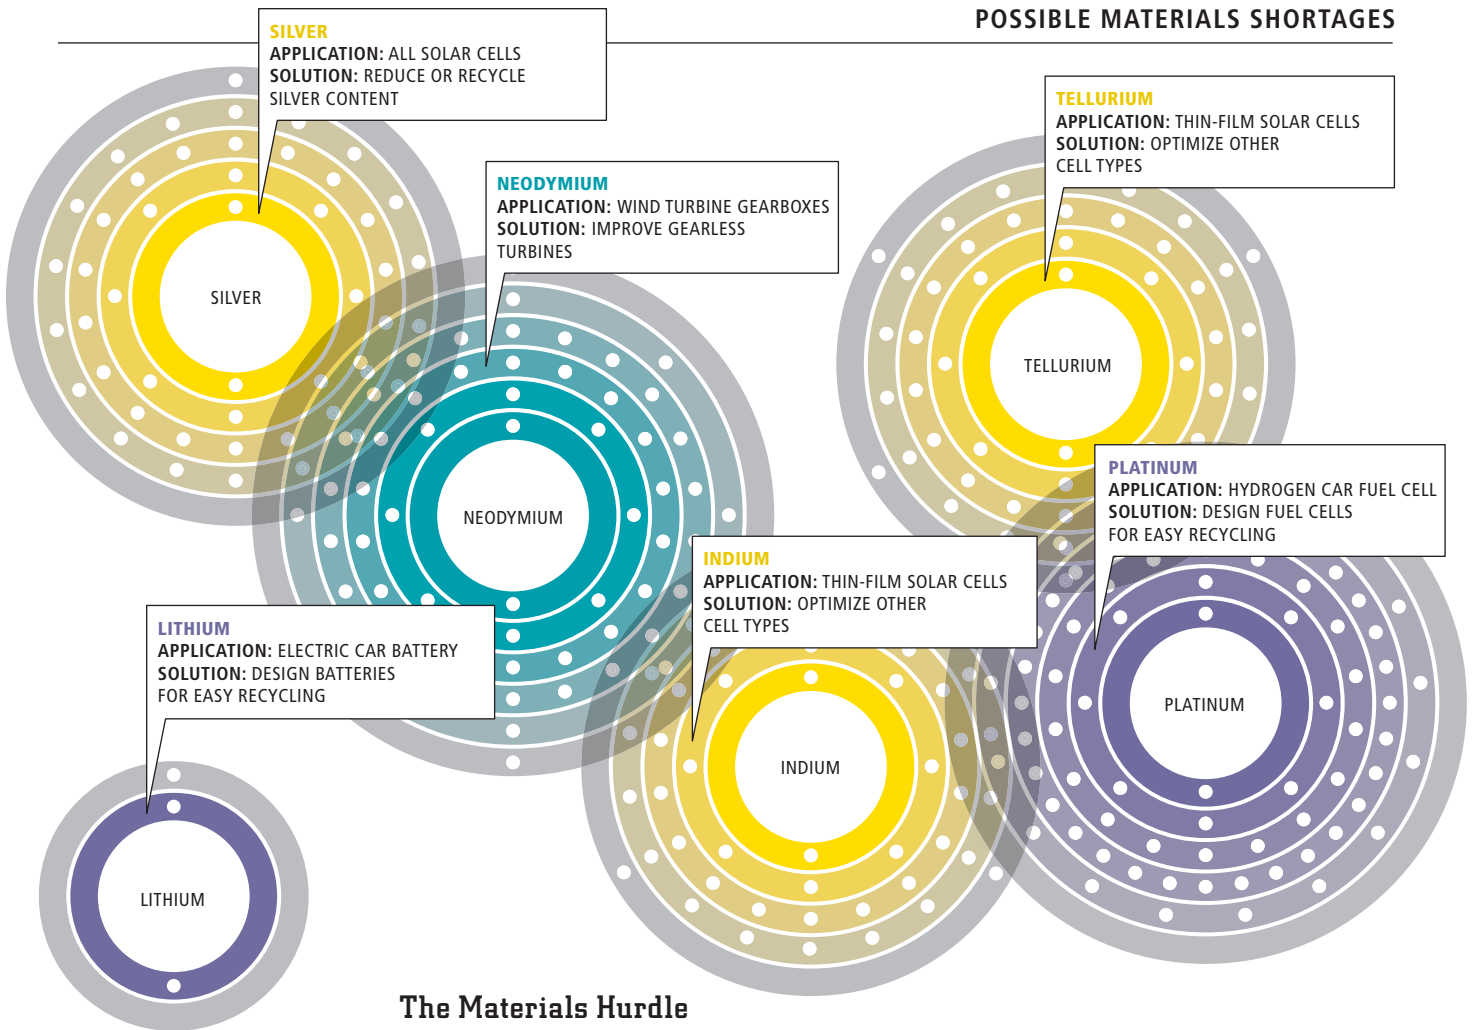 POSSIBLE MATERIALS SHORTAGES
SILVER
APPLICATION: ALL SOLAR CELLS
SOLUTION: REDUCE OR RECYCLE
SILVER CONTENT
TELLURIUM
APPLICATION: THIN-FILM SOLAR CELLS
SOLUTION: OPTIMIZE OTHER
CELL TYPES
NEODYMIUM
APPLICATION: WIND TURBINE GEARBOXES
SOLUTION: IMPROVE GEARLESS
TURBINES
SILVER
TELLURIUM
PLATINUM
APPLICATION: HYDROGEN CAR FUEL CELL
SOLUTION: DESIGN FUEL CELLS
FOR EASY RECYCLING
NEODYMIUM
INDIUM
APPLICATION: THIN-FILM SOLAR CELLS
SOLUTION: OPTIMIZE OTHER
CELL TYPES
LITHIUM
APPLICATION: ELECTRIC CAR BATTERY
SOLUTION: DESIGN BATTERIES
FOR EASY RECYCLING
PLATINUM
INDIUM
LITHIUM
The Materials Hurdle